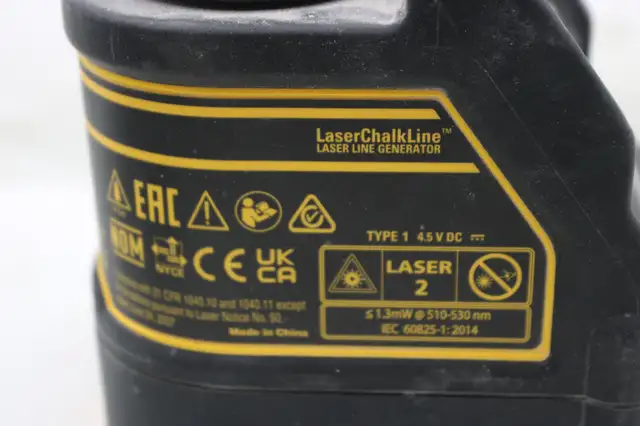 LaserChalkLine™
LASER LINE GENERATOR
EAC
TYPE 1 4.5 V DC
NOM
NYCE
CE
UK
CA
LASER
2
21 CFR 1040.10 and 1040.11 except
pursuant to Laser Notice No. 50,
2007
Made in China
≤ 1.3mW @ 510-530 nm
IEC 60825-1: 2014